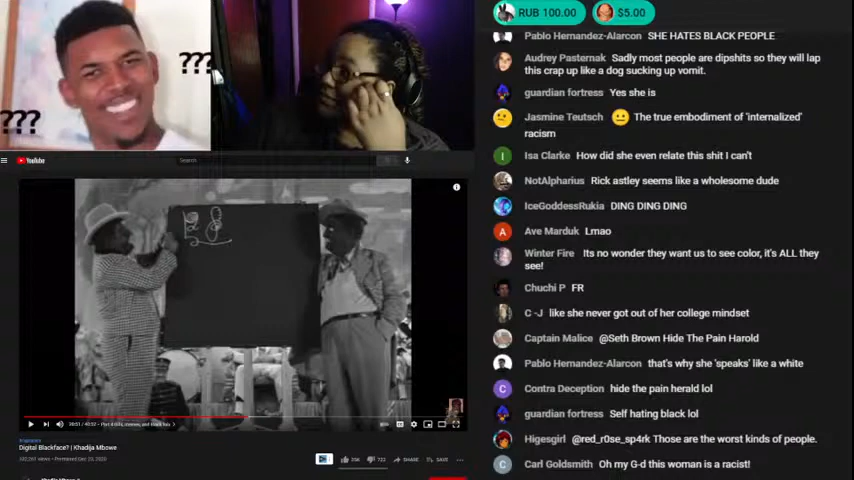 ???
???
RUB 100.00
$5.00
Pablo Hernandez-Alarcon SHE HATES BLACK PEOPLE
Audrey Pasternak Sadly most people are dipshits so they will lap
this crap up like a dog sucking up vomit.
guardian fortress Yes she is
Jasmine Teutsch 😐 The true embodiment of 'internalized'
racism
Isa Clarke How did she even relate this shit I can't
NotAlpharius Rick astley seems like a wholesome dude
IceGoddessRukia DING DING DING
Ave Marduk Lmao
Winter Fire Its no wonder they want us to see color, it's ALL they
see!
Chuchi P FR
C -J like she never got out of her college mindset
Captain Malice @Seth Brown Hide The Pain Harold
Pablo Hernandez-Alarcon that's why she 'speaks' like a white
Contra Deception hide the pain herald lol
guardian fortress Self hating black lol
Higesgirl @red_r0se_sp4rk Those are the worst kinds of people.
Carl Goldsmith Oh my G-d this woman is a racist!
YouTube
Search
Digital Blackface? | Khadija Mbowe
722
SHARE
SAVE